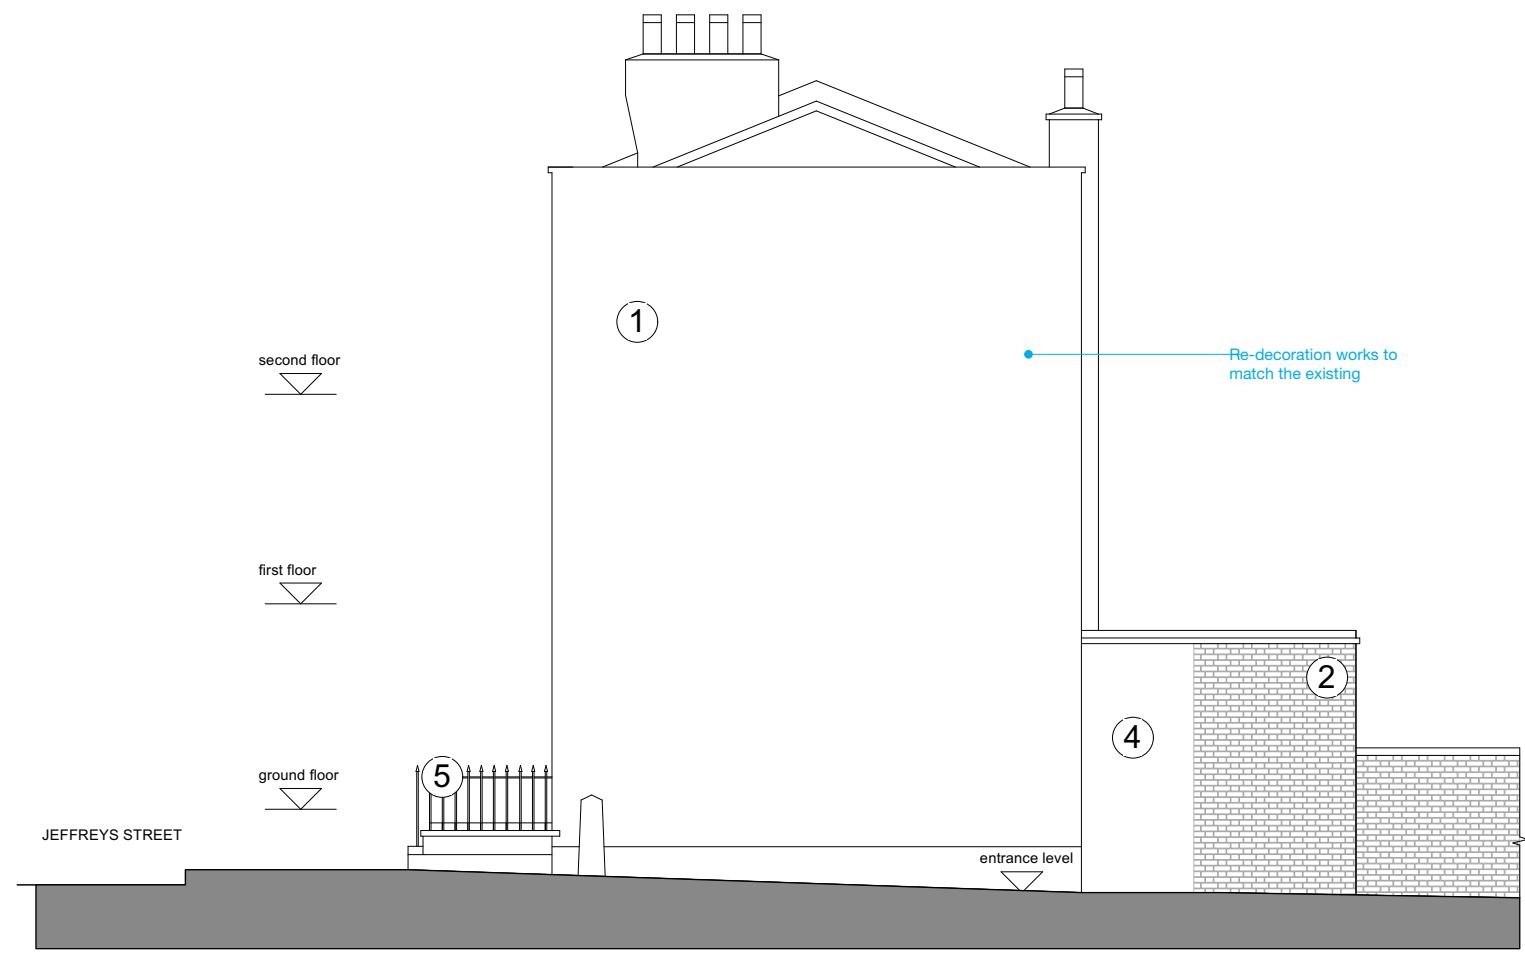 1
second floor
Re-decoration works to
match the existing
first floor
2
4
5
ground floor
JEFFREYS STREET
entrance level